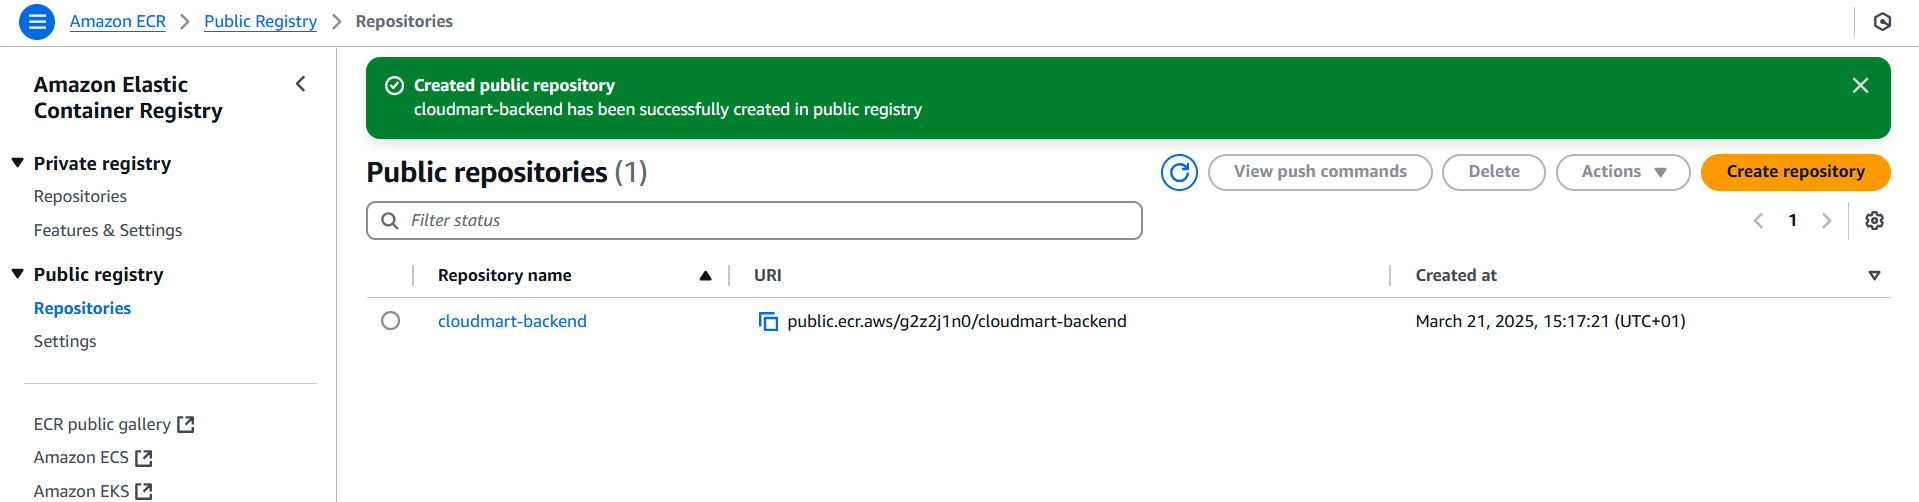 Amazon ECR > Public Registry > Repositories
Amazon Elastic
Container Registry
Private registry
Repositories
Features & Settings
Public registry
Repositories
Settings
ECR public gallery
Amazon ECS
Amazon EKS
Created public repository
cloudmart-backend has been successfully created in public registry
Public repositories (1)
View push commands
Delete
Actions
Create repository
Filter status
1
Repository name URI Created at
cloudmart-backend public.ecr.aws/g2z2j1n0/cloudmart-backend March 21, 2025, 15:17:21 (UTC+01)